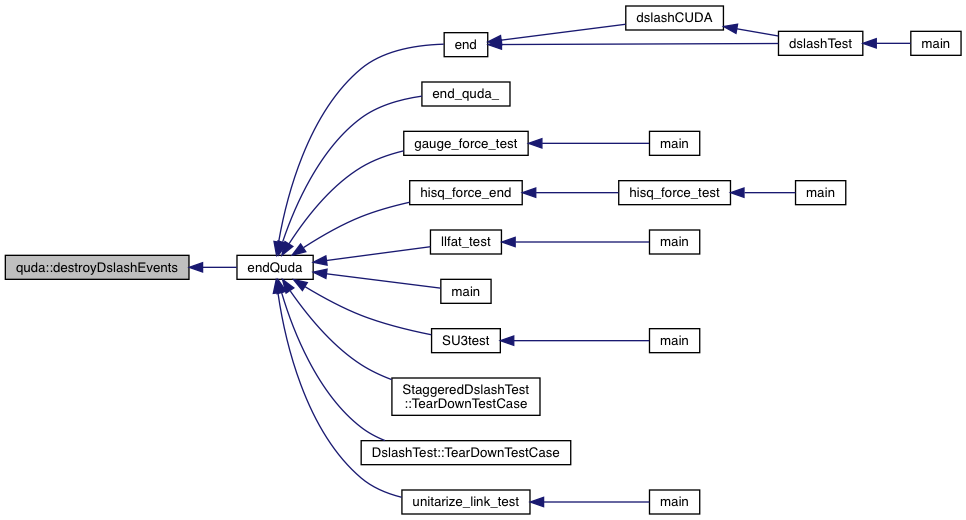 dslashCUDA
end
dslashTest
main
end_quda_
gauge_force_test
main
hisq_force_end
hisq_force_test
main
llfat_test
main
quda::destroyDslashEvents
endQuda
main
SU3test
main
StaggeredDslashTest
::TearDownTestCase
DslashTest::TearDownTestCase
unitarize_link_test
main